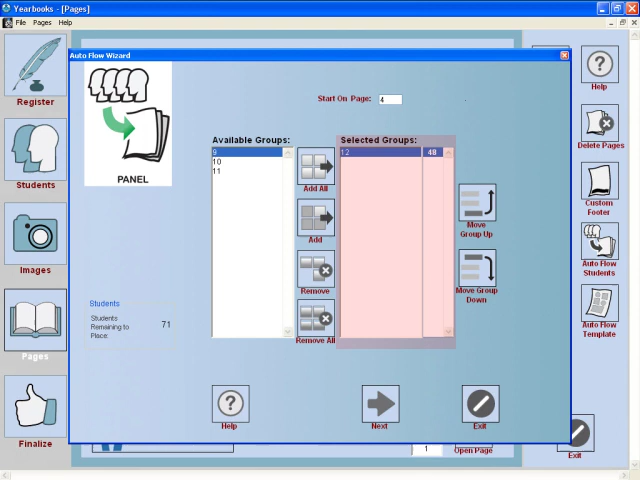 Yearbooks - [Pages]
File Pages Help
Register
Students
Images
Pages
Finalize
Auto Flow Wizard
PANEL
Start On Page: 4
Available Groups:
9
10
11
Add All
Add
Remove
Remove All
Selected Groups:
12 48
Move
Group Up
Move Group
Down
Students
Students
Remaining to
Place:
71
Help
Next
Exit
1
Open Page
Help
Delete Pages
Custom
Footer
Auto Flow
Students
Auto Flow
Template
Exit